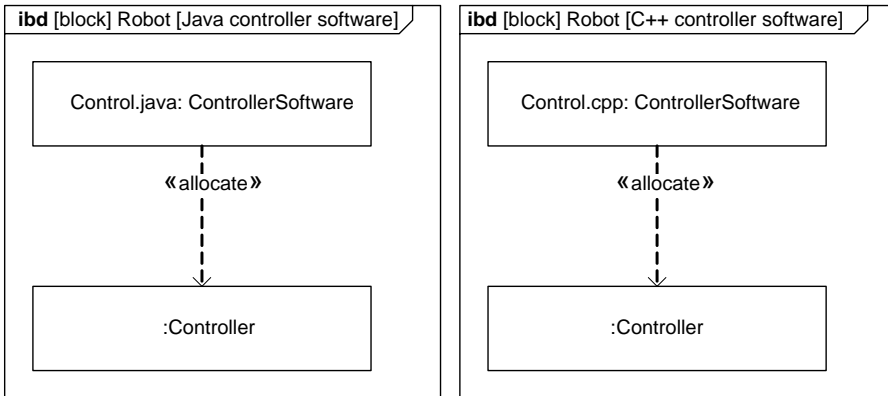 ibd [block] Robot [Java controller software]
Control.java: ControllerSoftware
«allocate»
:Controller
ibd [block] Robot [C++ controller software]
Control.cpp: ControllerSoftware
«allocate»
:Controller